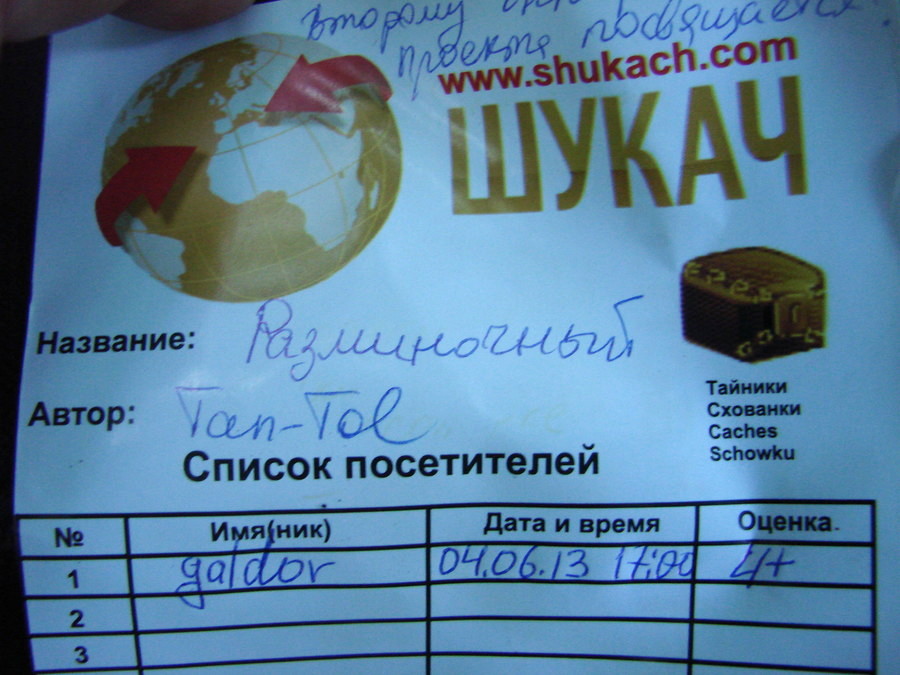 Второму
проекта посвящается!
www.shukach.com
ШУКАЧ
Название: Разминочный
Автор: Tan-Tol
Тайники
Схованки
Caches
Schowku
Список посетителей
№ Имя(ник) Дата и время Оценка
1 galdor 04.06.13 17:00 4+
2
3